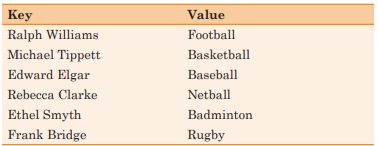 Key Value
Ralph Williams Football
Michael Tippett Basketball
Edward Elgar Baseball
Rebecca Clarke Netball
Ethel Smyth Badminton
Frank Bridge Rugby